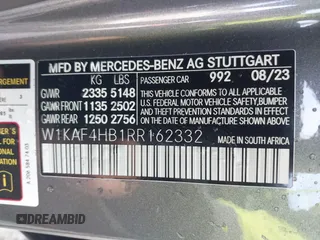 MFD BY MERCEDES-BENZ AG STUTTGART
KG LBS
PASSENGER CAR 992 08/23
GVWR 2335 5148
GAWR FRONT 1135 2502
GAWR REAR 1250 2756
THIS VEHICLE CONFORMS TO ALL APPLICABLE
FEDERAL MOTOR VEHICLE SAFETY, BUMPER,
AND THEFT PREVENTION STANDARDS IN EFFECT
ON THE DATE OF MANUFACTURE SHOWN ABOVE.
W1KAF4HB1RR162332
MADE IN SOUTH AFRICA
DREAMBID